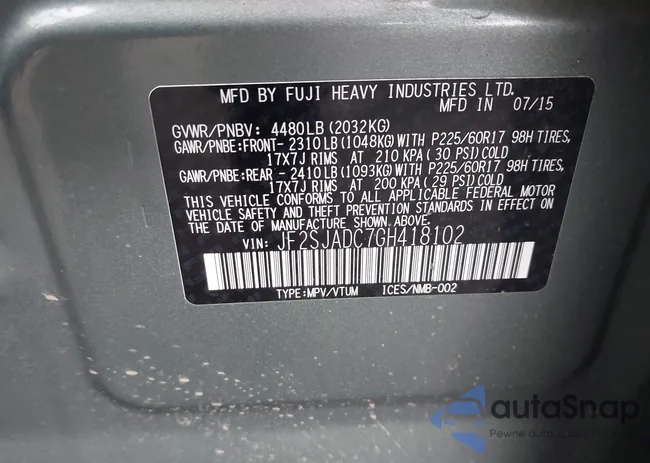 MFD BY FUJI HEAVY INDUSTRIES LTD.
MFD IN 07/15
GVWR/PNBV: 4480LB(2032KG)
GAWR/PNBE:FRONT- 2310LB(1048KG)WITH P225/60R17 98H TIRES,
17X7J RIMS AT 210 KPA(30 PSI)COLD
GAWR/PNBE:REAR - 2410LB(1093KG)WITH P225/60R17 98H TIRES,
17X7J RIMS AT 200 KPA(29 PSI)COLD
THIS VEHICLE CONFORMS TO ALL APPLICABLE FEDERAL MOTOR
VEHICLE SAFETY AND THEFT PREVENTION STANDARDS IN EFFECT ON
THE DATE OF MANUFACTURE SHOWN ABOVE.
VIN: JF2SJADC7GH418102
TYPE:MPV/VTUM ICES/NMB-002
autoSnap
Pewne auto